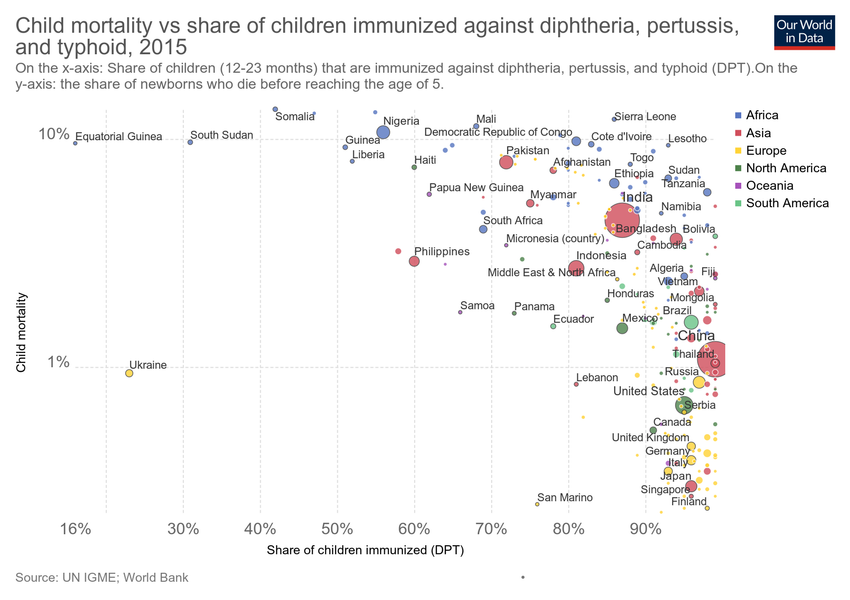 Child mortality vs share of children immunized against diphtheria, pertussis,
and typhoid, 2015
Our World
in Data
On the x-axis: Share of children (12-23 months) that are immunized against diphtheria, pertussis, and typhoid (DPT).On the
y-axis: the share of newborns who die before reaching the age of 5.
Africa
Asia
Europe
North America
Oceania
South America
Child mortality
10%
1%
Somalia
Sierra Leone
Nigeria
Mali
Equatorial Guinea
South Sudan
Democratic Republic of Congo
Cote d'Ivoire
Lesotho
Guinea
Liberia
Haiti
Pakistan
Afghanistan
Togo
Ethiopia
Sudan
Tanzania
Papua New Guinea
Myanmar
India
Namibia
South Africa
Bangladesh
Bolivia
Micronesia (country)
Cambodia
Philippines
Indonesia
Middle East & North Africa
Algeria
Fiji
Vietnam
Honduras
Mongolia
Samoa
Panama
Ecuador
Mexico
Brazil
China
Thailand
Ukraine
Russia
Lebanon
United States
Serbia
Canada
United Kingdom
Germany
Italy
Japan
Singapore
San Marino
Finland
16%
30%
40%
50%
60%
70%
80%
90%
Share of children immunized (DPT)
Source: UN IGME; World Bank